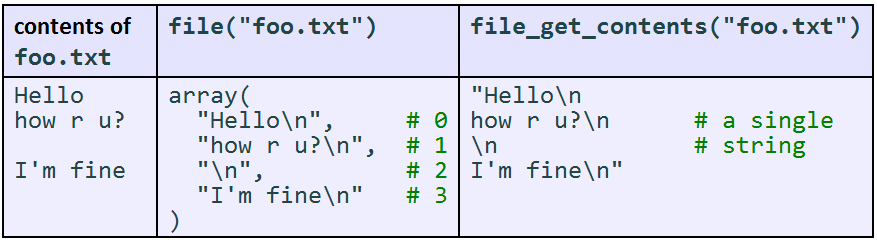 contents of
foo.txt
file("foo.txt")
file_get_contents("foo.txt")
Hello
how r u?

I'm fine
array(
  "Hello\n",     # 0
  "how r u?\n",  # 1
  "\n",          # 2
  "I'm fine\n"   # 3
)
"Hello\n
how r u?\n      # a single
\n              # string
I'm fine\n"